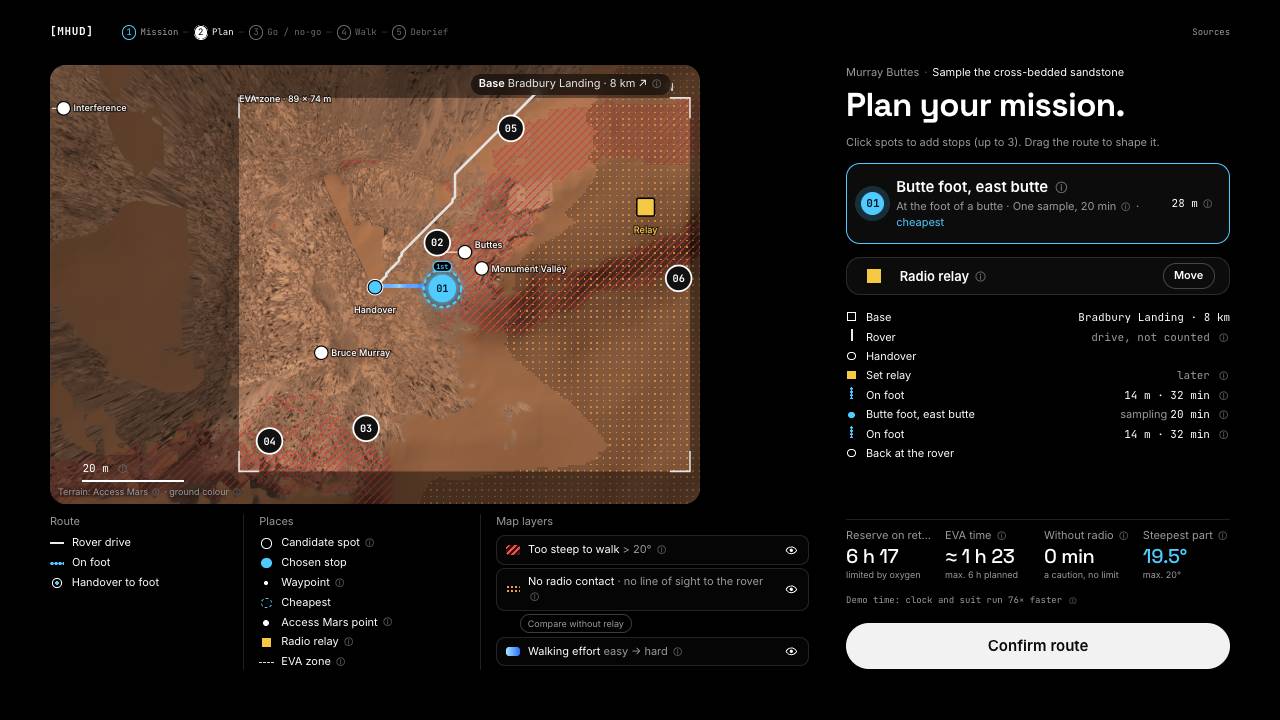 [MHUD]
1 Mission – 2 Plan – 3 Go / no-go – 4 Walk – 5 Debrief
Sources
Base Bradbury Landing · 8 km ↗ ⓘ
EVA zone · 89 × 74 m
Interference
05
02
Buttes
Relay
Monument Valley
1st
01
06
Handover
Bruce Murray
03
04
20 m ⓘ
Terrain: Access Mars ⓘ · ground colour ⓘ
Route
Rover drive
On foot
Handover to foot
Places
Candidate spot ⓘ
Chosen stop
Waypoint ⓘ
Cheapest
Access Mars point ⓘ
Radio relay ⓘ
EVA zone ⓘ
Map layers
Too steep to walk > 20° ⓘ
No radio contact · no line of sight to the rover
ⓘ
Compare without relay
Walking effort easy → hard ⓘ
Murray Buttes · Sample the cross-bedded sandstone
Plan your mission.
Click spots to add stops (up to 3). Drag the route to shape it.
01
Butte foot, east butte ⓘ
At the foot of a butte · One sample, 20 min ⓘ ·
cheapest
28 m ⓘ
Radio relay ⓘ
Move
Base Bradbury Landing · 8 km
Rover drive, not counted ⓘ
Handover
Set relay later ⓘ
On foot 14 m · 32 min ⓘ
Butte foot, east butte sampling 20 min ⓘ
On foot 14 m · 32 min ⓘ
Back at the rover
Reserve on ret...
6 h 17
limited by oxygen
EVA time ⓘ
≈ 1 h 23
max. 6 h planned
Without radio ⓘ
0 min
a caution, no limit
Steepest part ⓘ
19.5°
max. 20°
Demo time: clock and suit run 76× faster ⓘ
Confirm route